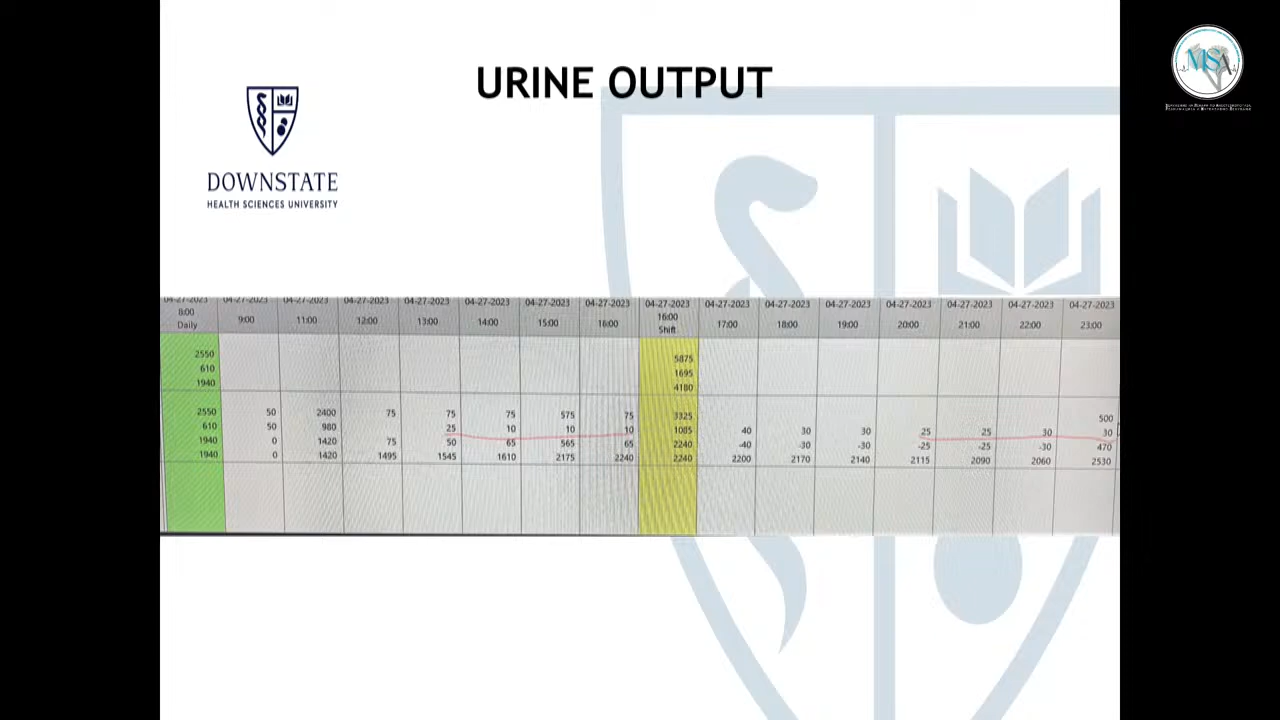 URINE OUTPUT
MSA
DOWNSTATE
HEALTH SCIENCES UNIVERSITY
04-27-2023 04-27-2023 04-27-2023 04-27-2023 04-27-2023 04-27-2023 04-27-2023 04-27-2023 04-27-2023 04-27-2023 04-27-2023 04-27-2023 04-27-2023 04-27-2023 04-27-2023 04-27-2023
8:00 9:00 11:00 12:00 13:00 14:00 15:00 16:00 16:00 17:00 18:00 19:00 20:00 21:00 22:00 23:00
Daily Shift
2550 5875
610 1695
1940 4180
2550 50 2400 75 75 75 575 75 3325 500
610 50 980 25 10 10 10 1085 40 30 30 25 25 30 30
1940 0 1420 75 50 65 565 65 2240 -40 -30 -30 -25 -25 -30 470
1940 0 1420 1495 1545 1610 2175 2240 2240 2200 2170 2140 2115 2090 2060 2530